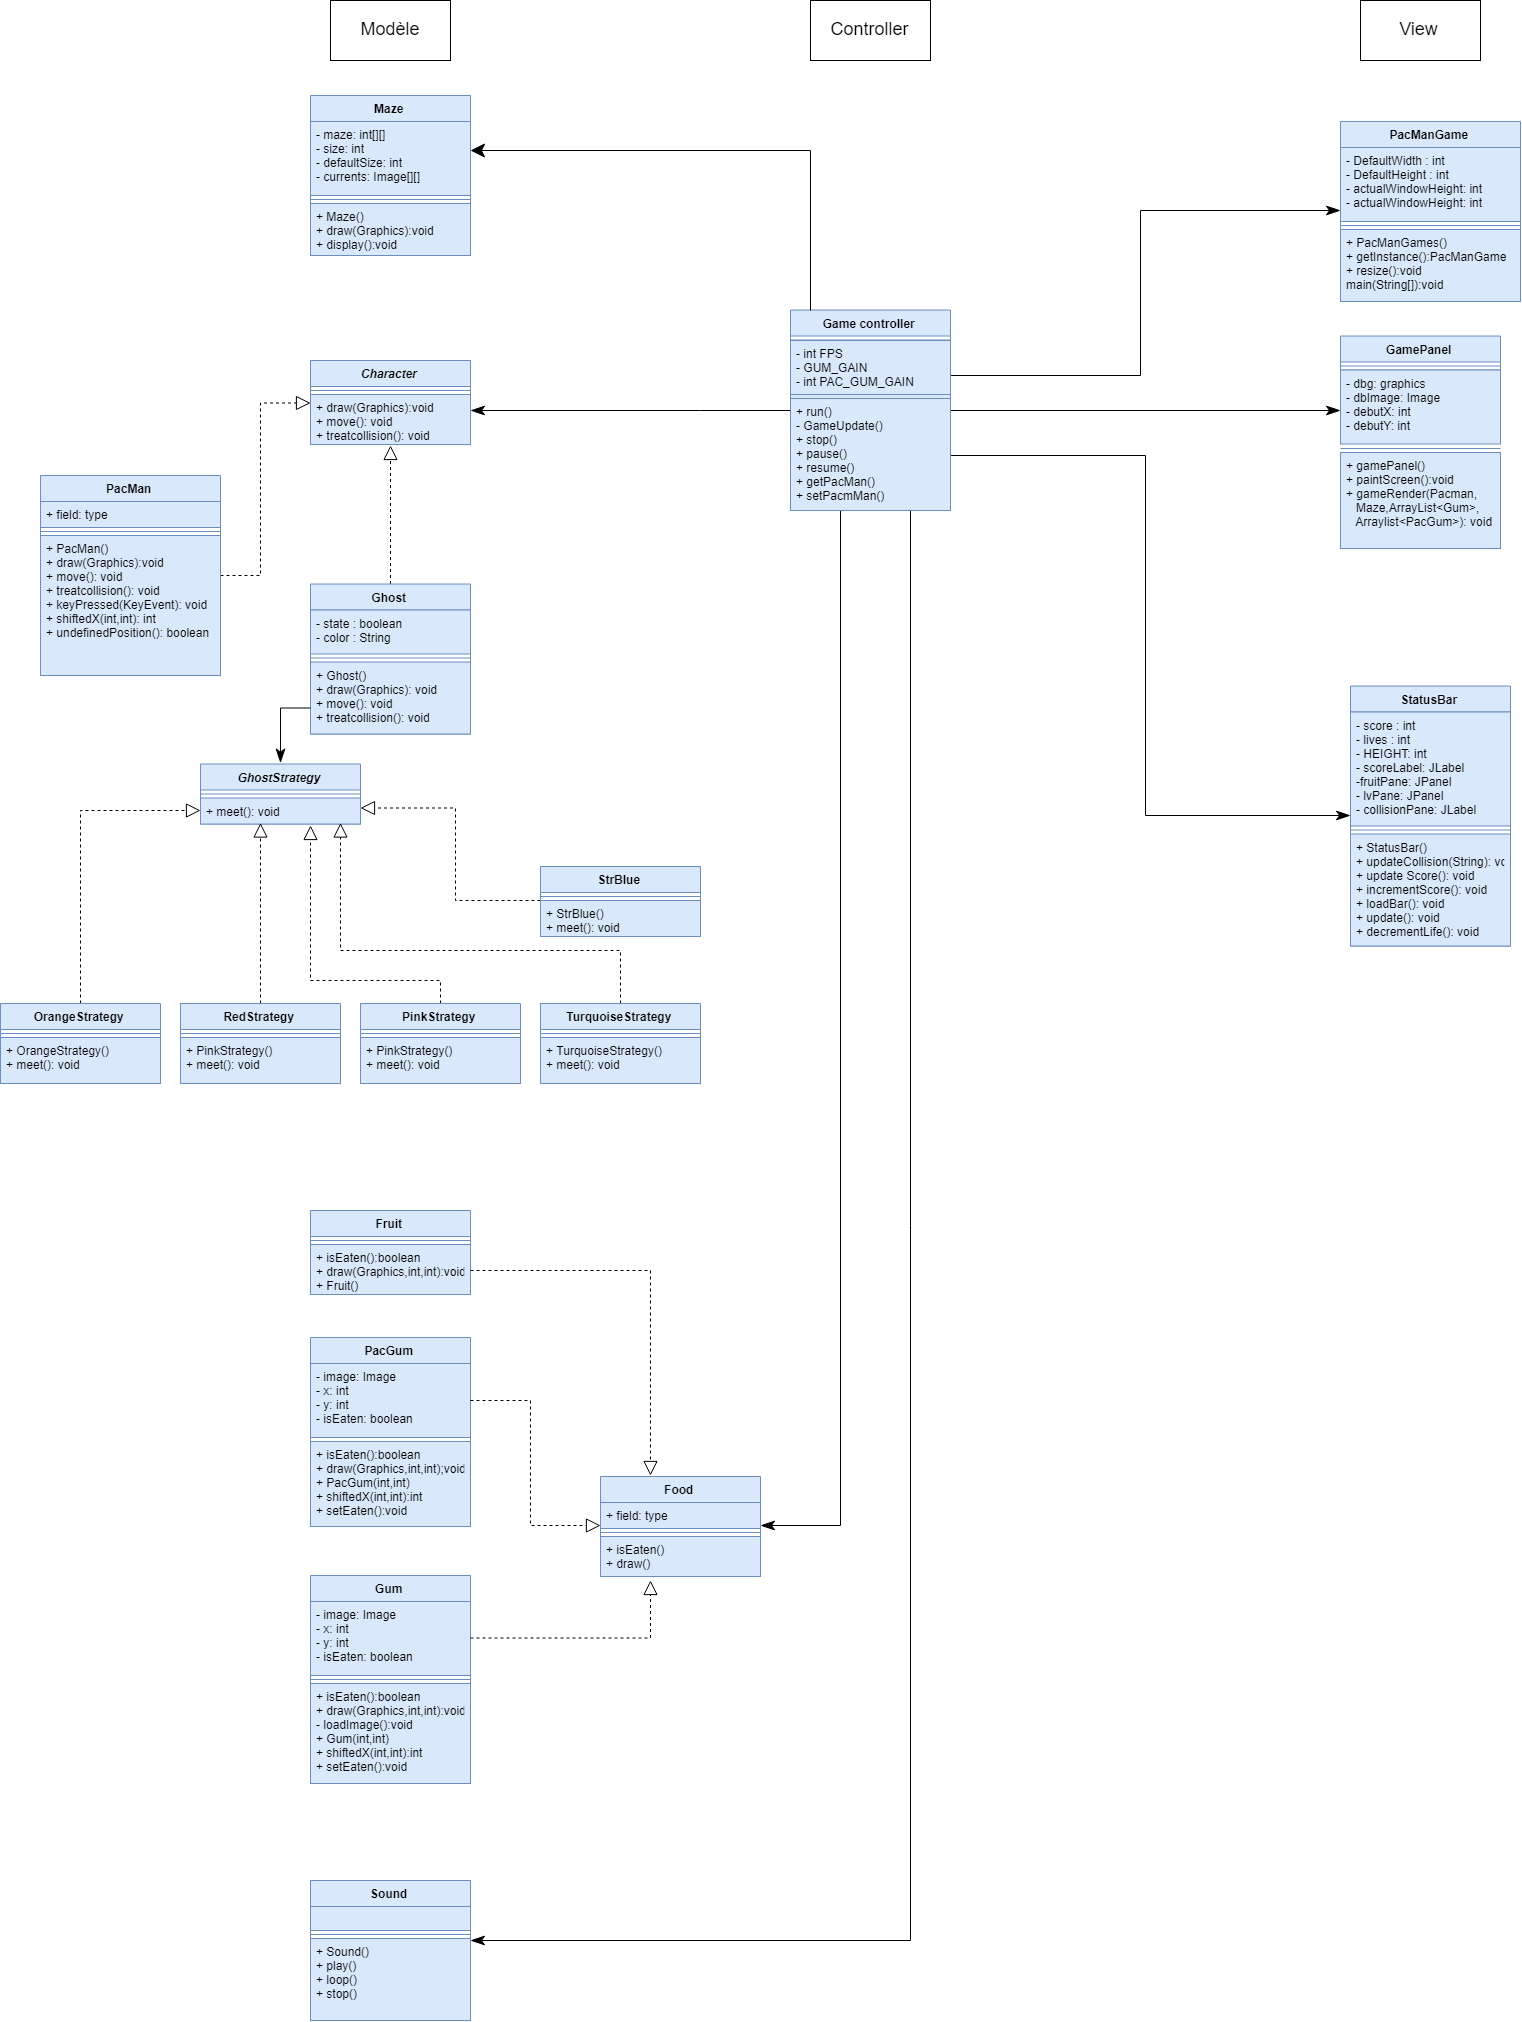 Modèle
Controller
View
Maze
- maze: int[][]
- size: int
- defaultSize: int
- currents: Image[][]
+ Maze()
+ draw(Graphics):void
+ display():void
PacManGame
- DefaultWidth : int
- DefaultHeight : int
- actualWindowHeight: int
- actualWindowHeight: int
+ PacManGames()
+ getInstance():PacManGame
+ resize():void
main(String[]):void
Game controller
- int FPS
- GUM_GAIN
- int PAC_GUM_GAIN
+ run()
- GameUpdate()
+ stop()
+ pause()
+ resume()
+ getPacMan()
+ setPacmMan()
GamePanel
- dbg: graphics
- dbImage: Image
- debutX: int
- debutY: int
+ gamePanel()
+ paintScreen():void
+ gameRender(Pacman,
Maze,ArrayList<Gum>,
Arraylist<PacGum>): void
Character
+ draw(Graphics):void
+ move(): void
+ treatcollision(): void
PacMan
+ field: type
+ PacMan()
+ draw(Graphics):void
+ move(): void
+ treatcollision(): void
+ keyPressed(KeyEvent): void
+ shiftedX(int,int): int
+ undefinedPosition(): boolean
Ghost
- state : boolean
- color : String
+ Ghost()
+ draw(Graphics): void
+ move(): void
+ treatcollision(): void
StatusBar
- score : int
- lives : int
- HEIGHT: int
- scoreLabel: JLabel
-fruitPane: JPanel
- lvPane: JPanel
- collisionPane: JLabel
+ StatusBar()
+ updateCollision(String): vc
+ update Score(): void
+ incrementScore(): void
+ loadBar(): void
+ update(): void
+ decrementLife(): void
GhostStrategy
+ meet(): void
StrBlue
+ StrBlue()
+ meet(): void
OrangeStrategy
+ OrangeStrategy()
+ meet(): void
RedStrategy
+ PinkStrategy()
+ meet(): void
PinkStrategy
+ PinkStrategy()
+ meet(): void
TurquoiseStrategy
+ TurquoiseStrategy()
+ meet(): void
Fruit
+ isEaten():boolean
+ draw(Graphics,int,int):void
+ Fruit()
PacGum
- image: Image
- x: int
- y: int
- isEaten: boolean
+ isEaten():boolean
+ draw(Graphics,int,int);void
+ PacGum(int,int)
+ shiftedX(int,int):int
+ setEaten():void
Food
+ field: type
+ isEaten()
+ draw()
Gum
- image: Image
- x: int
- y: int
- isEaten: boolean
+ isEaten():boolean
+ draw(Graphics,int,int):void
- loadImage():void
+ Gum(int,int)
+ shiftedX(int,int):int
+ setEaten():void
Sound
+ Sound()
+ play()
+ loop()
+ stop()